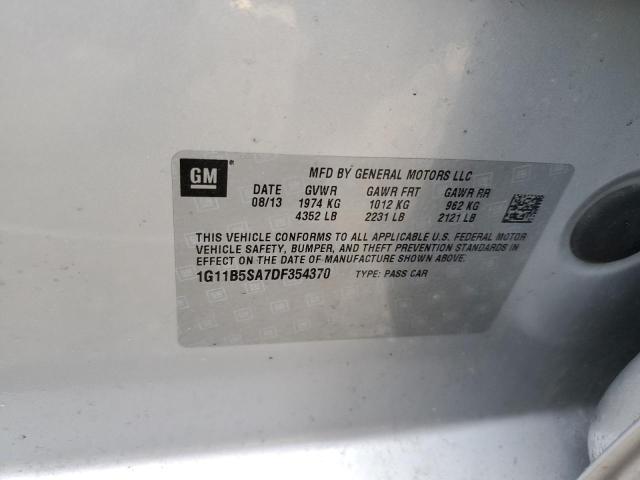 GM
MFD BY GENERAL MOTORS LLC
DATE GVWR GAWR FRT GAWR RR
08/13 1974 KG 1012 KG 962 KG
4352 LB 2231 LB 2121 LB
THIS VEHICLE CONFORMS TO ALL APPLICABLE U.S. FEDERAL MOTOR
VEHICLE SAFETY, BUMPER, AND THEFT PREVENTION STANDARDS IN
EFFECT ON THE DATE OF MANUFACTURE SHOWN ABOVE.
1G11B5SA7DF354370 TYPE: PASS CAR